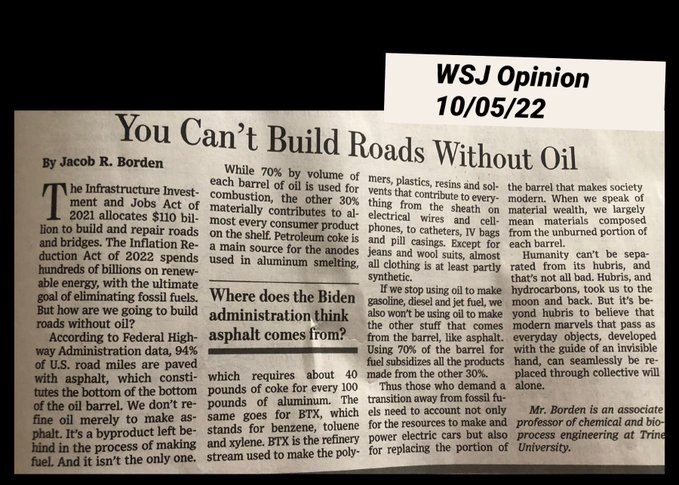 WSJ Opinion
10/05/22
You Can't Build Roads Without Oil
By Jacob R. Borden
The Infrastructure Invest-
ment and Jobs Act of
2021 allocates $110 bil-
lion to build and repair roads
and bridges. The Inflation Re-
duction Act of 2022 spends
hundreds of billions on renew-
able energy, with the ultimate
goal of eliminating fossil fuels.
But how are we going to build
roads without oil?
According to Federal High-
way Administration data, 94%
of U.S. road miles are paved
with asphalt, which consti-
tutes the bottom of the bottom
of the oil barrel. We don't re-
fine oil merely to make as-
phalt. It's a byproduct left be-
hind in the process of making
fuel. And it isn't the only one.
While 70% by volume of
each barrel of oil is used for
combustion, the other 30%
materially contributes to al-
most every consumer product
on the shelf. Petroleum coke is
a main source for the anodes
used in aluminum smelting,
Where does the Biden
administration think
asphalt comes from?
which requires about 40
pounds of coke for every 100
pounds of aluminum. The
same goes for BTX, which
stands for benzene, toluene
and xylene. BTX is the refinery
stream used to make the poly-
mers, plastics, resins and sol-
vents that contribute to every-
thing from the sheath on
electrical wires and cell-
phones, to catheters, IV bags
and pill casings. Except for
jeans and wool suits, almost
all clothing is at least partly
synthetic.
If we stop using oil to make
gasoline, diesel and jet fuel, we
also won't be using oil to make
the other stuff that comes
from the barrel, like asphalt.
Using 70% of the barrel for
fuel subsidizes all the products
made from the other 30%.
Thus those who demand a
transition away from fossil fu-
els need to account not only
for the resources to make and
power electric cars but also
for replacing the portion of
the barrel that makes society
modern. When we speak of
material wealth, we largely
mean materials composed
from the unburned portion of
each barrel.
Humanity can't be sepa-
rated from its hubris, and
that's not all bad. Hubris, and
hydrocarbons, took us to the
moon and back. But it's be-
yond hubris to believe that
modern marvels that pass as
everyday objects, developed
with the guide of an invisible
hand, can seamlessly be re-
placed through collective will
alone.
Mr. Borden is an associate
professor of chemical and bio-
process engineering at Trine
University.